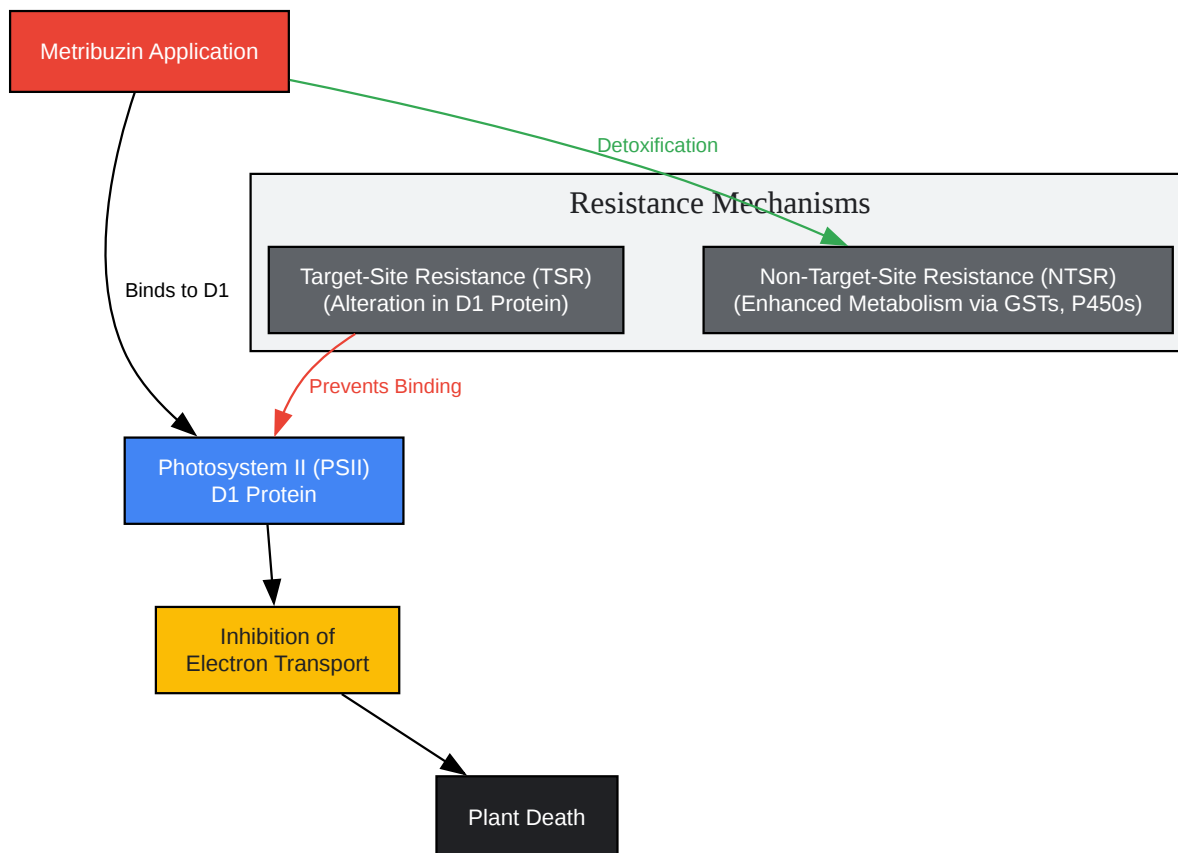 Metribuzin Application
Detoxification
Resistance Mechanisms
Target-Site Resistance (TSR)
(Alteration in D1 Protein)
Non-Target-Site Resistance (NTSR)
(Enhanced Metabolism via GSTs, P450s)
Binds to D1
Prevents Binding
Photosystem II (PSII)
D1 Protein
Inhibition of
Electron Transport
Plant Death